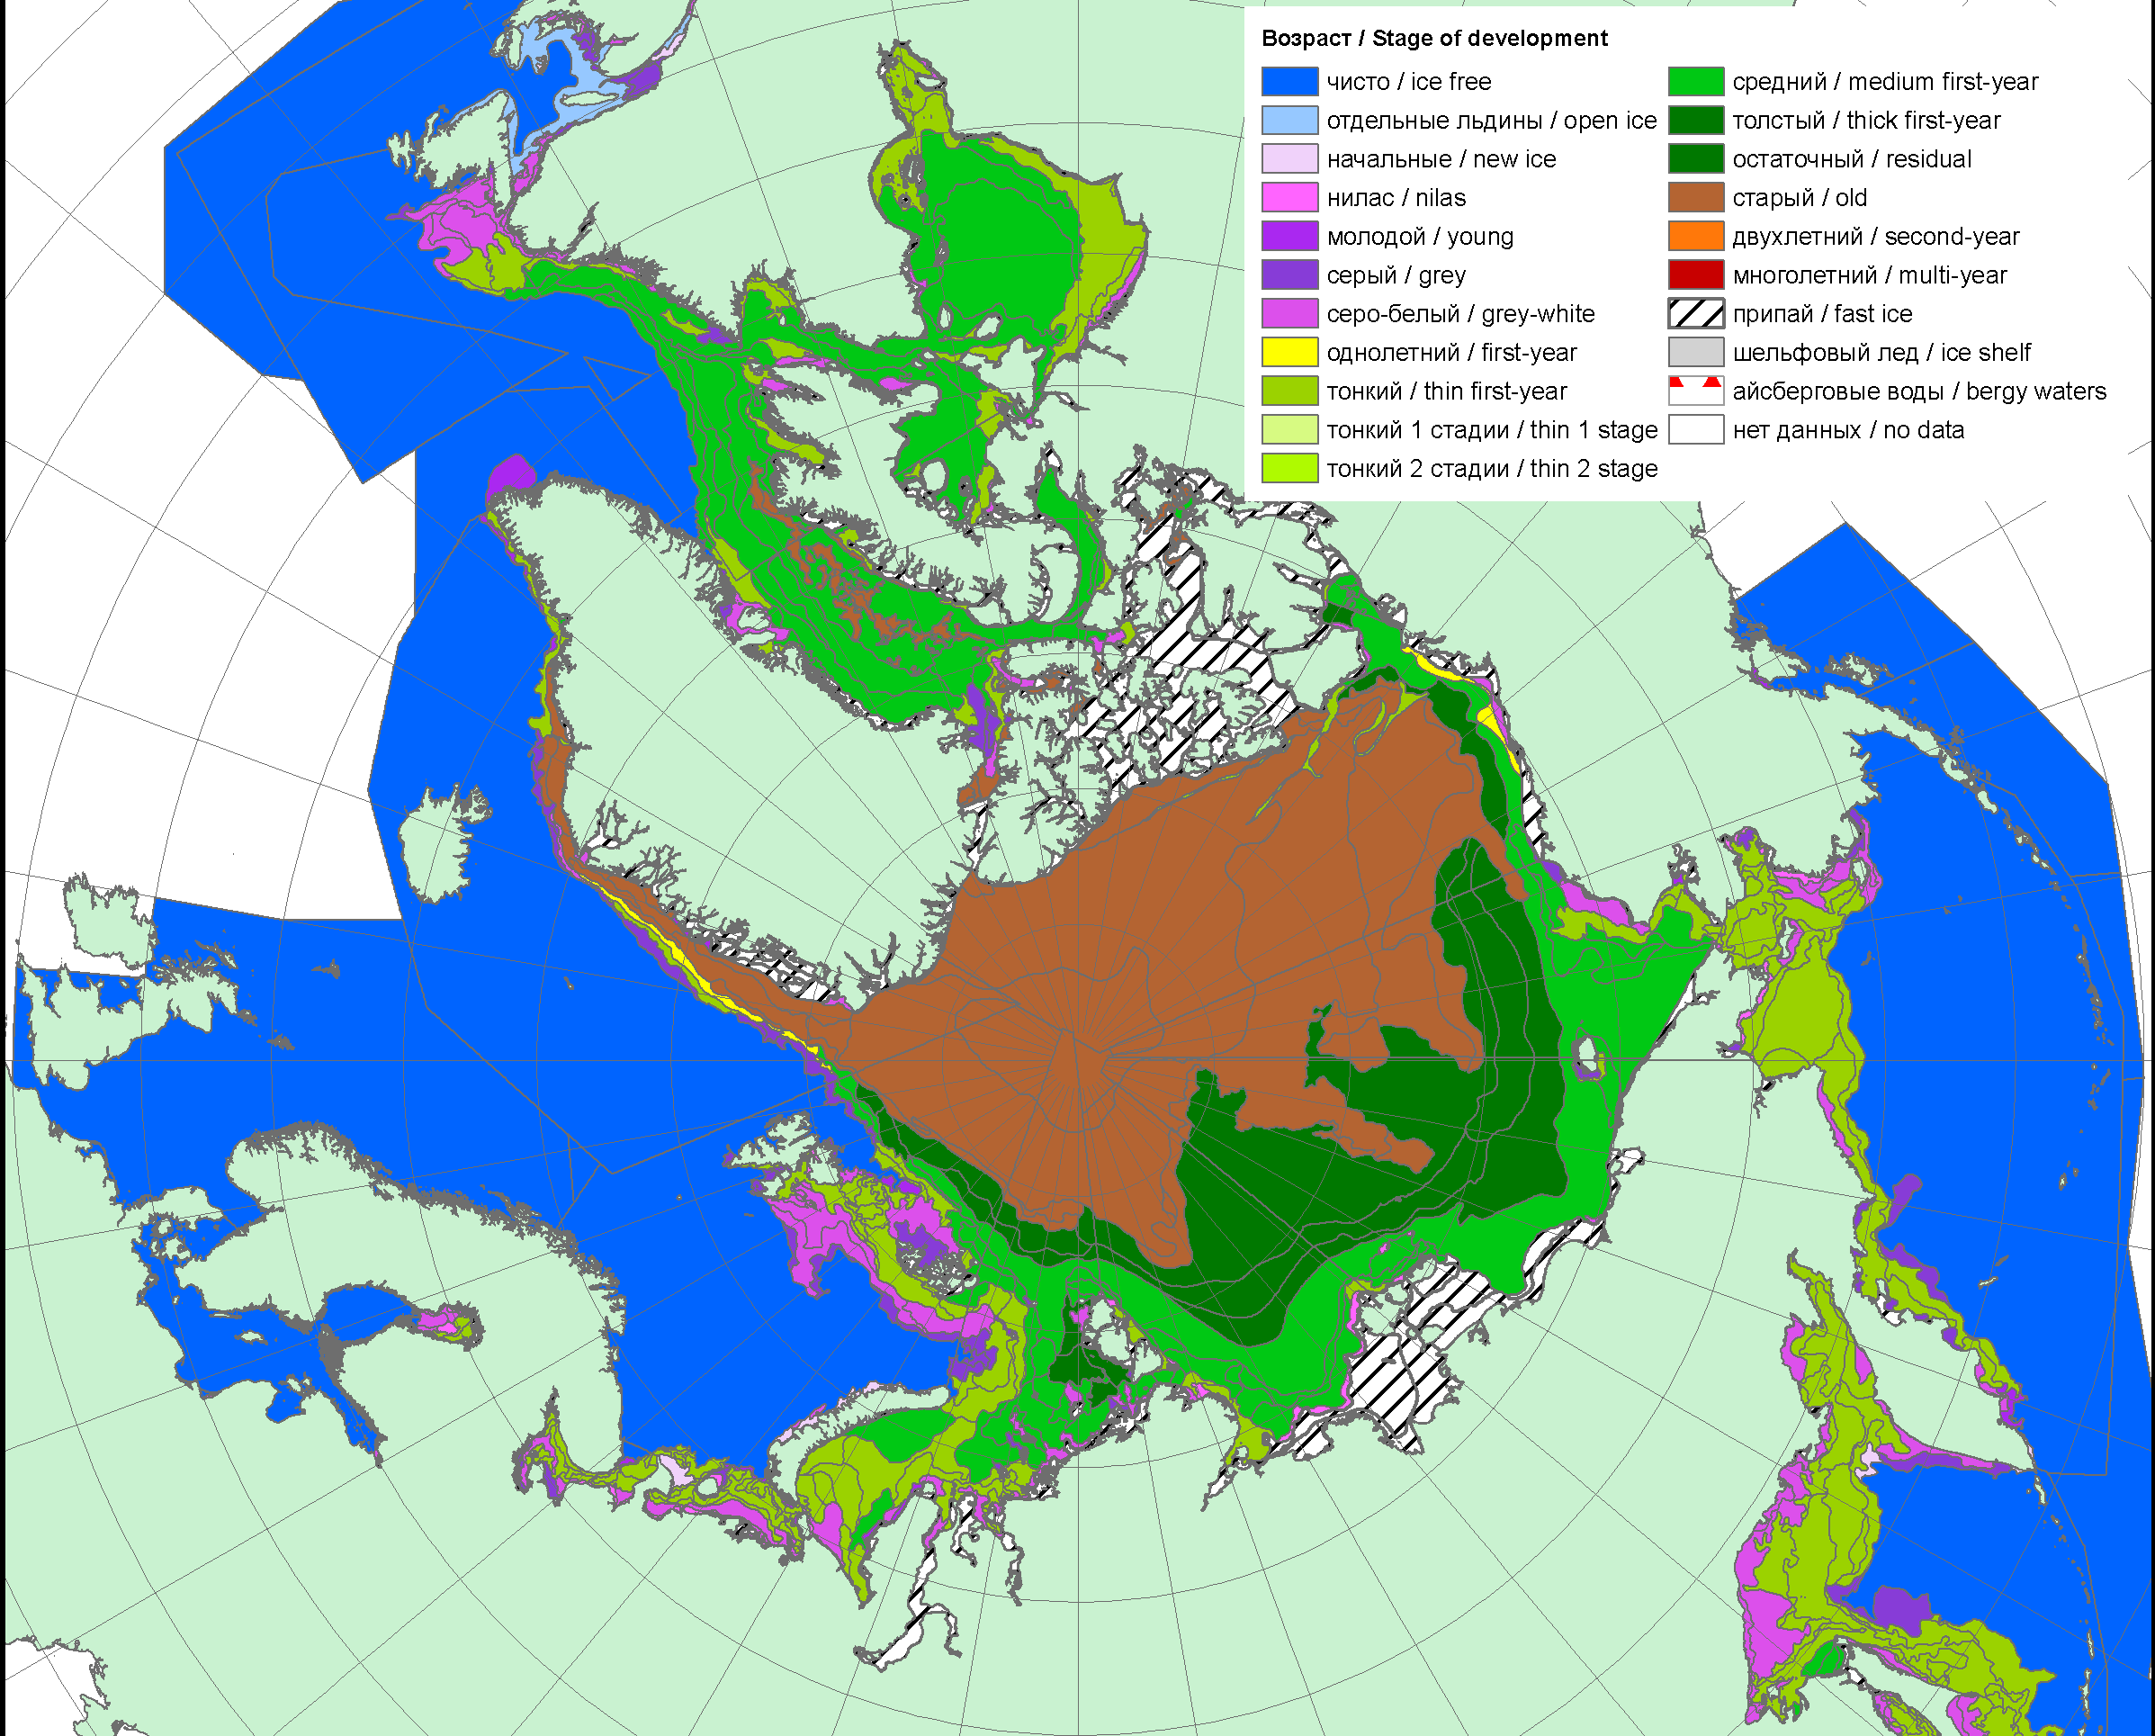 Возраст / Stage of development
чисто / ice free
отдельные льдины / open ice
начальные / new ice
нилас / nilas
молодой / young
серый / grey
серо-белый / grey-white
однолетний / first-year
тонкий / thin first-year
тонкий 1 стадии / thin 1 stage
тонкий 2 стадии / thin 2 stage
средний / medium first-year
толстый / thick first-year
остаточный / residual
старый / old
двухлетний / second-year
многолетний / multi-year
припай / fast ice
шельфовый лед / ice shelf
айсберговые воды / bergy waters
нет данных / no data